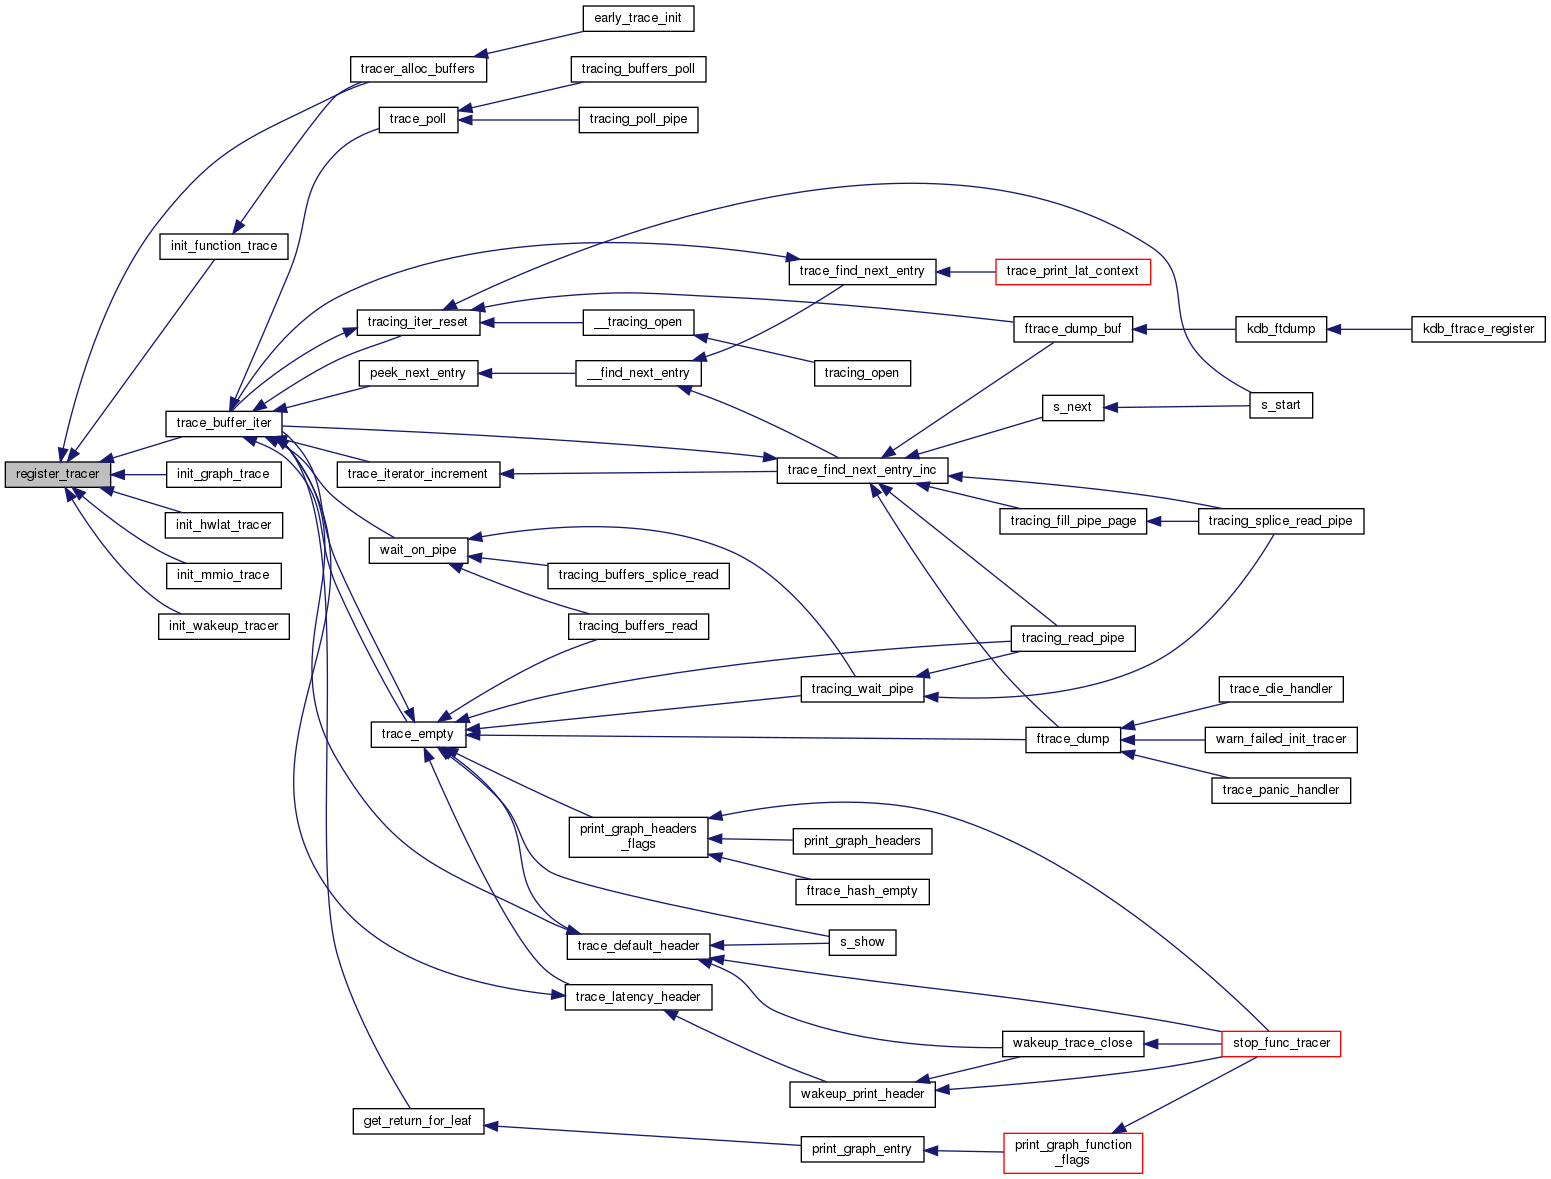 early_trace_init
tracer_alloc_buffers
tracing_buffers_poll
trace_poll
tracing_poll_pipe
init_function_trace
trace_find_next_entry
trace_print_lat_context
tracing_iter_reset
__tracing_open
ftrace_dump_buf
kdb_ftdump
kdb_ftrace_register
peek_next_entry
__find_next_entry
tracing_open
trace_buffer_iter
s_next
s_start
register_tracer
init_graph_trace
trace_iterator_increment
trace_find_next_entry_inc
init_hwlat_tracer
tracing_fill_pipe_page
tracing_splice_read_pipe
wait_on_pipe
init_mmio_trace
tracing_buffers_splice_read
init_wakeup_tracer
tracing_buffers_read
tracing_read_pipe
tracing_wait_pipe
trace_die_handler
trace_empty
ftrace_dump
warn_failed_init_tracer
trace_panic_handler
print_graph_headers
_flags
print_graph_headers
ftrace_hash_empty
trace_default_header
s_show
trace_latency_header
wakeup_trace_close
stop_func_tracer
wakeup_print_header
get_return_for_leaf
print_graph_entry
print_graph_function
_flags